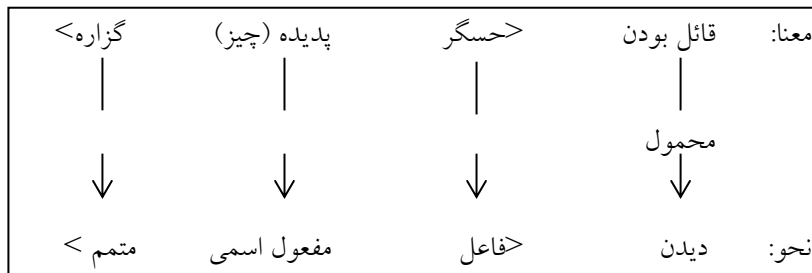 معنا: قائل بودن <حسگر پدیده (چیز) گزاره>
محمول
نحو: دیدن <فاعل مفعول اسمی متمم >